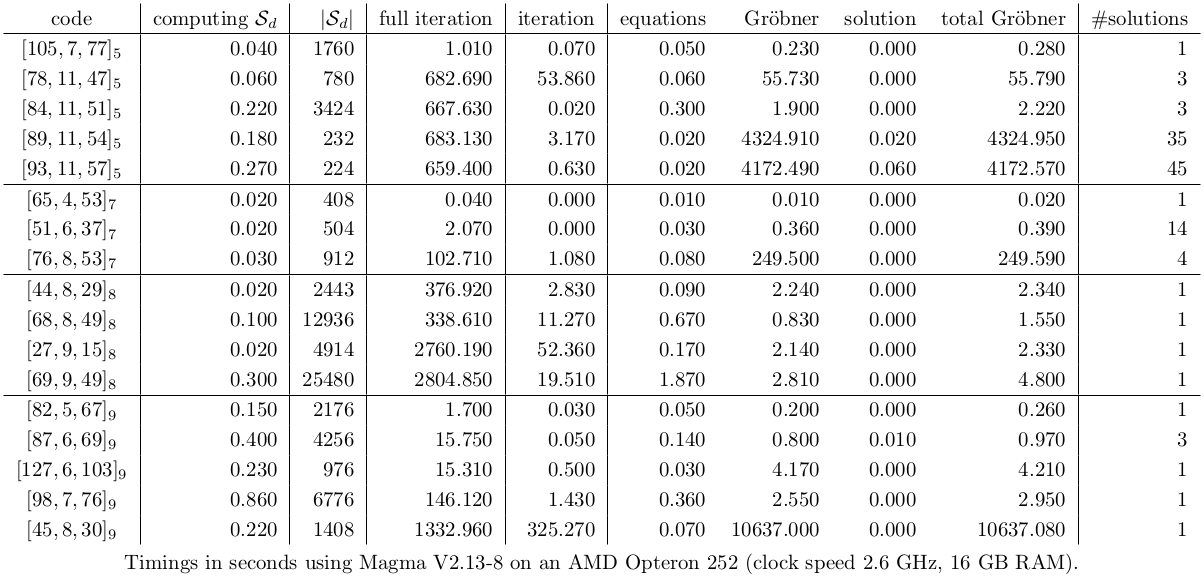 code computing S_d |S_d| full iteration iteration equations Gröbner solution total Gröbner #solutions
[105, 7, 77]_5 0.040 1760 1.010 0.070 0.050 0.230 0.000 0.280 1
[78, 11, 47]_5 0.060 780 682.690 53.860 0.060 55.730 0.000 55.790 3
[84, 11, 51]_5 0.220 3424 667.630 0.020 0.300 1.900 0.000 2.220 3
[89, 11, 54]_5 0.180 232 683.130 3.170 0.020 4324.910 0.020 4324.950 35
[93, 11, 57]_5 0.270 224 659.400 0.630 0.020 4172.490 0.060 4172.570 45
[65, 4, 53]_7 0.020 408 0.040 0.000 0.010 0.010 0.000 0.020 1
[51, 6, 37]_7 0.020 504 2.070 0.000 0.030 0.360 0.000 0.390 14
[76, 8, 53]_7 0.030 912 102.710 1.080 0.080 249.500 0.000 249.590 4
[44, 8, 29]_8 0.020 2443 376.920 2.830 0.090 2.240 0.000 2.340 1
[68, 8, 49]_8 0.100 12936 338.610 11.270 0.670 0.830 0.000 1.550 1
[27, 9, 15]_8 0.020 4914 2760.190 52.360 0.170 2.140 0.000 2.330 1
[69, 9, 49]_8 0.300 25480 2804.850 19.510 1.870 2.810 0.000 4.800 1
[82, 5, 67]_9 0.150 2176 1.700 0.030 0.050 0.200 0.000 0.260 1
[87, 6, 69]_9 0.400 4256 15.750 0.050 0.140 0.800 0.010 0.970 3
[127, 6, 103]_9 0.230 976 15.310 0.500 0.030 4.170 0.000 4.210 1
[98, 7, 76]_9 0.860 6776 146.120 1.430 0.360 2.550 0.000 2.950 1
[45, 8, 30]_9 0.220 1408 1332.960 325.270 0.070 10637.000 0.000 10637.080 1
Timings in seconds using Magma V2.13-8 on an AMD Opteron 252 (clock speed 2.6 GHz, 16 GB RAM).